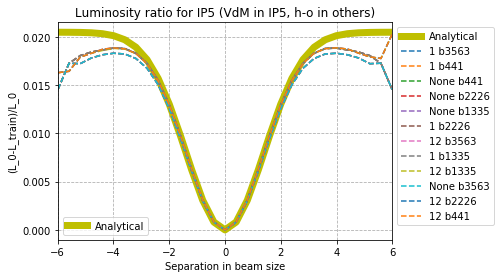 Luminosity ratio for IP5 (VdM in IP5, h-o in others)
(L_0-L_train)/L_0
0.020
0.015
0.010
0.005
0.000
−6
−4
−2
0
2
4
6
Separation in beam size
Analytical
Analytical
1 b3563
1 b441
None b441
None b2226
None b1335
1 b2226
12 b3563
1 b1335
12 b1335
None b3563
12 b2226
12 b441